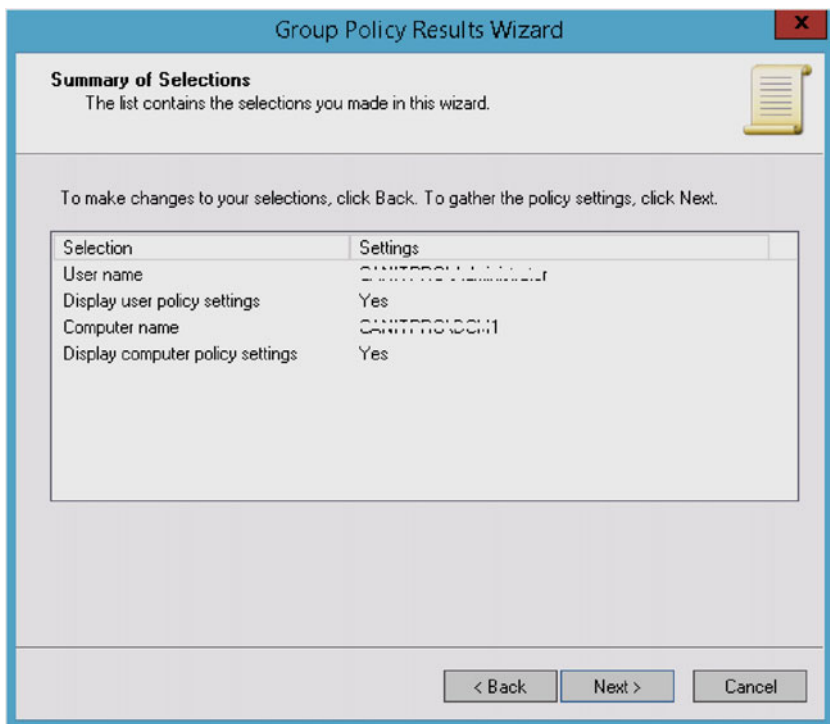 Group Policy Results Wizard
X
Summary of Selections
The list contains the selections you made in this wizard.
To make changes to your selections, click Back. To gather the policy settings, click Next.
Selection Settings
User name
Display user policy settings Yes
Computer name
Display computer policy settings Yes
< Back Next > Cancel